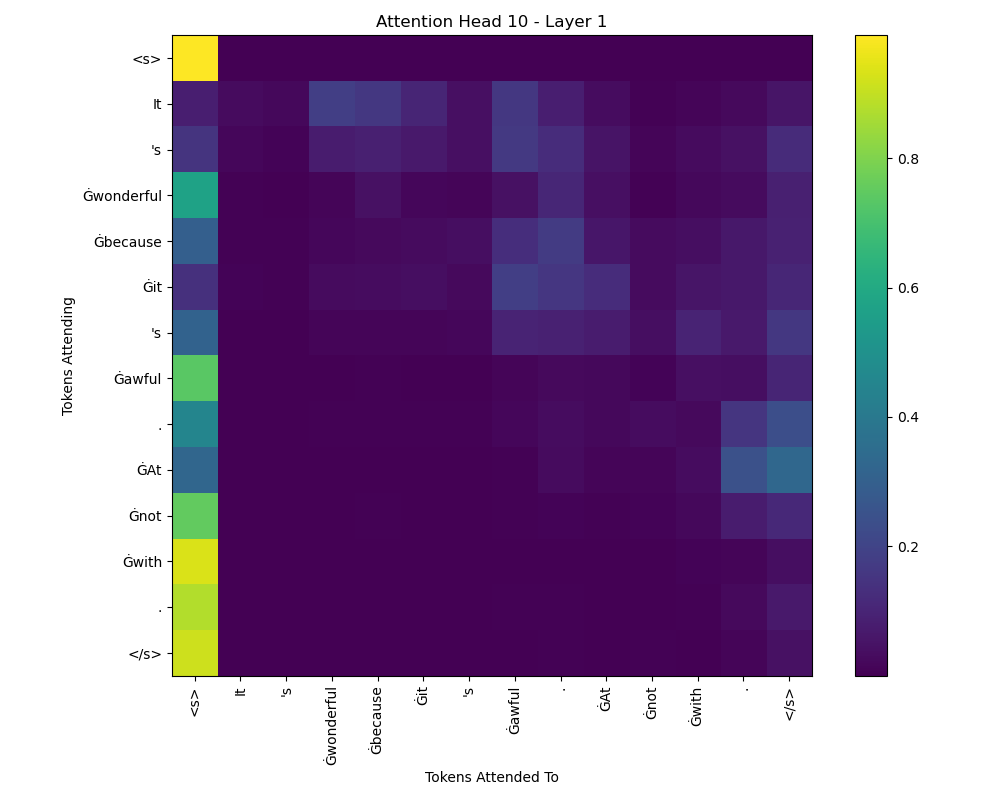 Attention Head 10 - Layer 1
Tokens Attending
<s>
It
's
Ġwonderful
Ġbecause
Ġit
's
Ġawful
.
ĠAt
Ġnot
Ġwith
.
</s>
<s>
It
's
Ġwonderful
Ġbecause
Ġit
's
Ġawful
.
ĠAt
Ġnot
Ġwith
.
</s>
Tokens Attended To
0.8
0.6
0.4
0.2